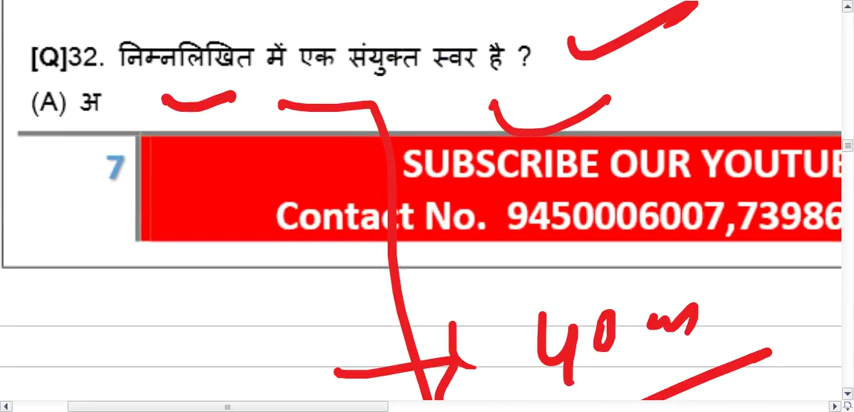 [Q]32. निम्नलिखित में एक संयुक्त स्वर है ?
(A) अ
7
SUBSCRIBE OUR YOUTU
Contact No. 9450006007,73986
40